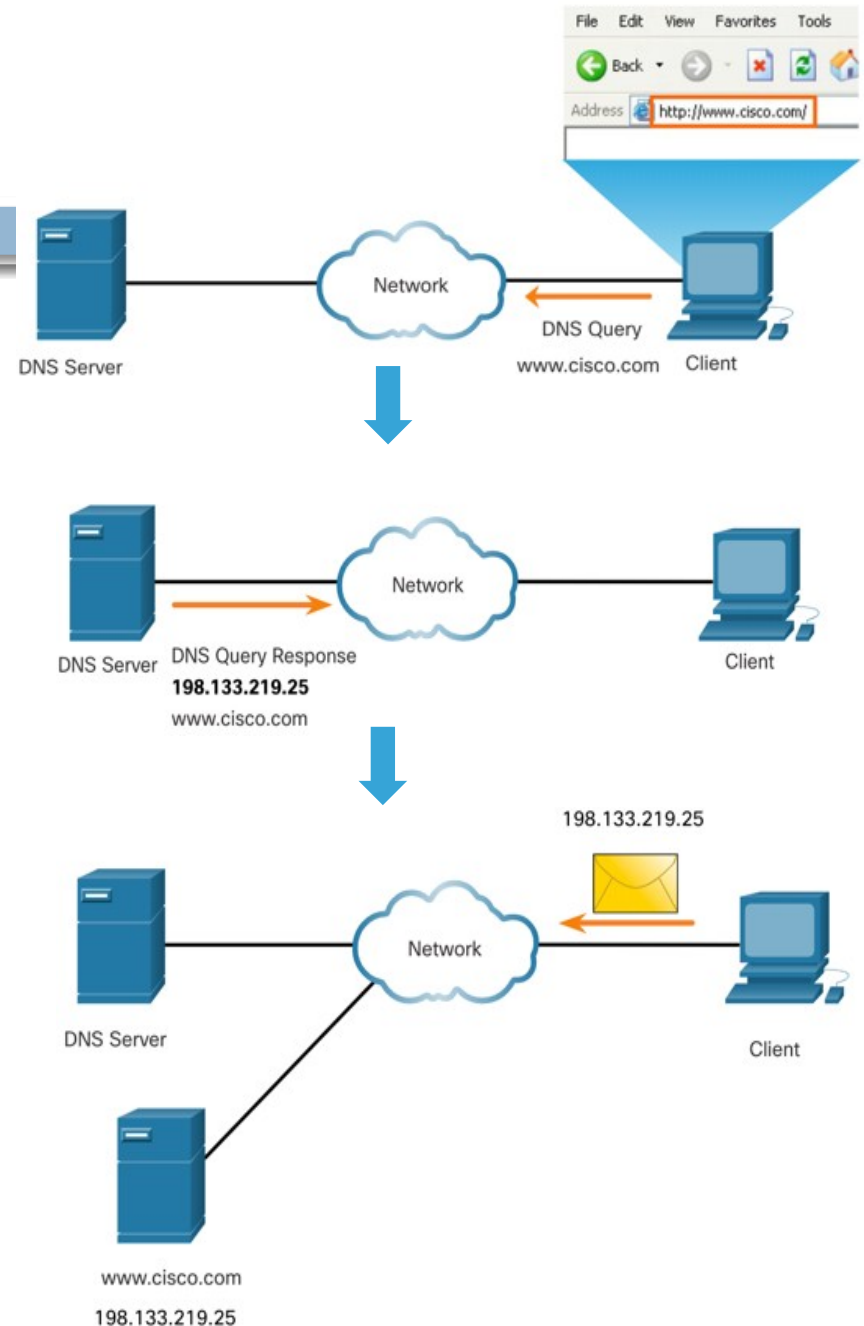 File Edit View Favorites Tools
Back
Address http://www.cisco.com/
Network
DNS Query
www.cisco.com
Client
DNS Server
Network
DNS Server
DNS Query Response
198.133.219.25
www.cisco.com
Client
198.133.219.25
Network
DNS Server
Client
www.cisco.com
198.133.219.25